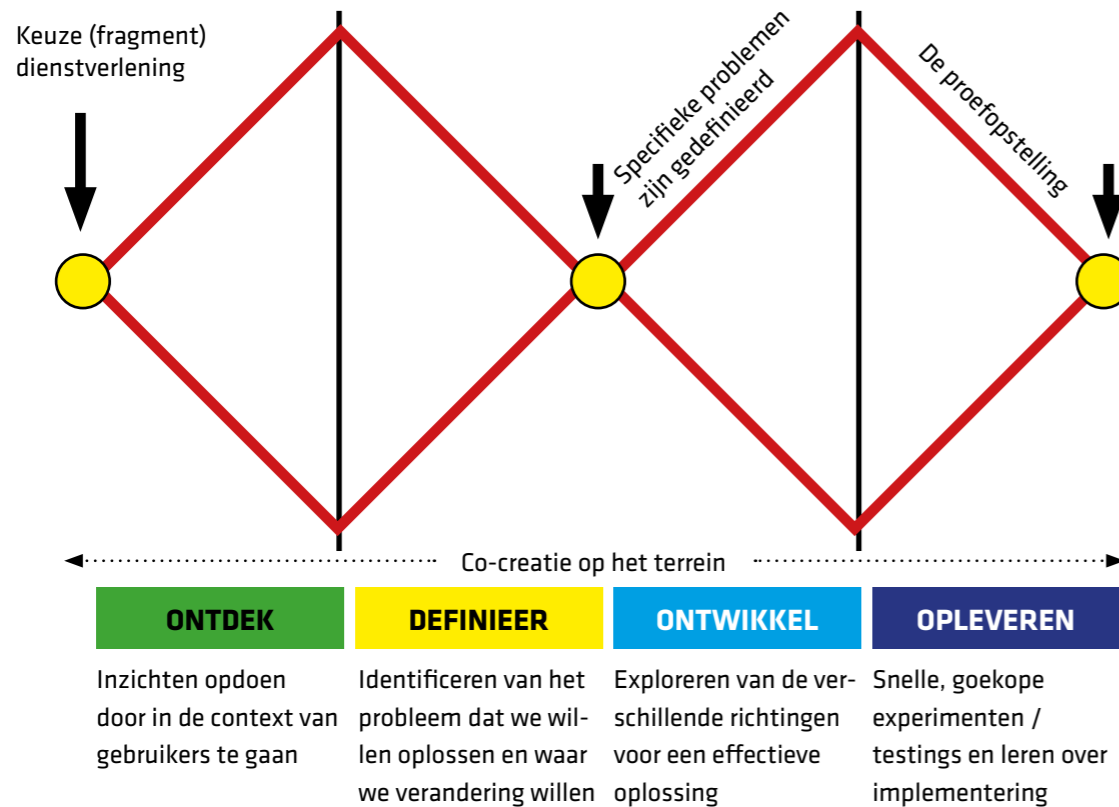 Keuze (fragment)
dienstverlening
Specifieke problemen
zijn gedefinieerd
De proefopstelling
Co-creatie op het terrein
ONTDEK
Inzichten opdoen
door in de context van
gebruikers te gaan
DEFINIEER
Identificeren van het
probleem dat we wil-
len oplossen en waar
we verandering willen
ONTWIKKEL
Exploreren van de ver-
schillende richtingen
voor een effectieve
oplossing
OPLEVEREN
Snelle, goekope
experimenten /
testings en leren over
implementering